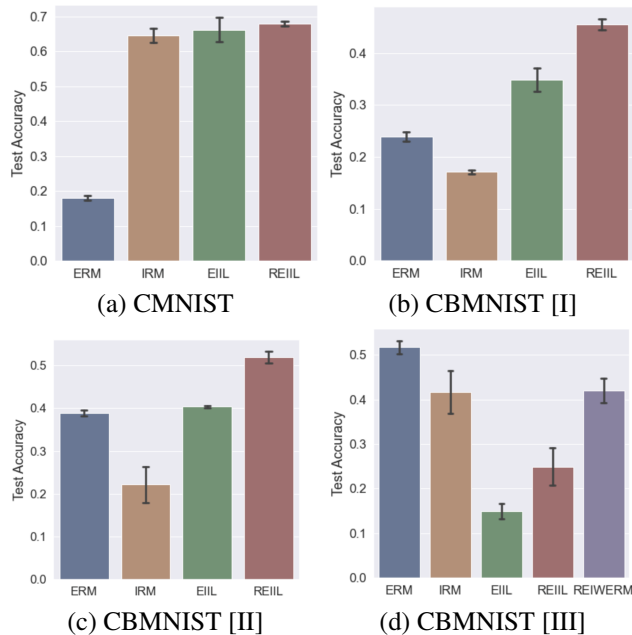 0.7
0.6
0.5
0.4
0.3
0.2
0.1
0.0
Test Accuracy
ERM IRM EIIL REIIL
(a) CMNIST
0.4
0.3
0.2
0.1
0.0
Test Accuracy
ERM IRM EIIL REIIL
(b) CBMNIST [I]
0.5
0.4
0.3
0.2
0.1
0.0
Test Accuracy
ERM IRM EIIL REIIL
(c) CBMNIST [II]
0.5
0.4
0.3
0.2
0.1
0.0
Test Accuracy
ERM IRM EIIL REIIL REIWERM
(d) CBMNIST [III]